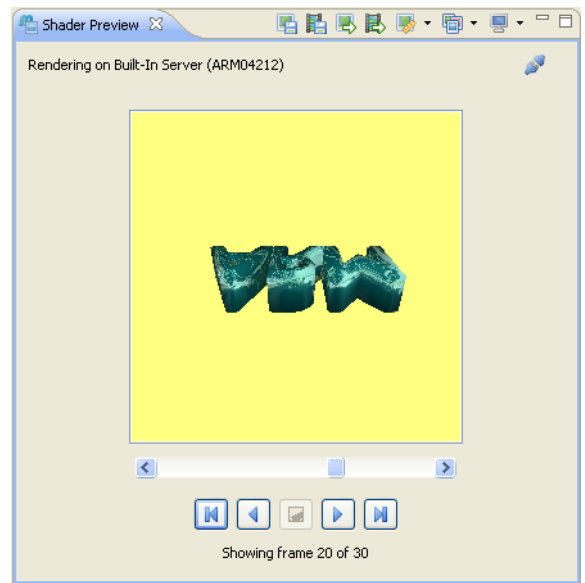 Shader Preview
Rendering on Built-In Server (ARM04212)
Showing frame 20 of 30